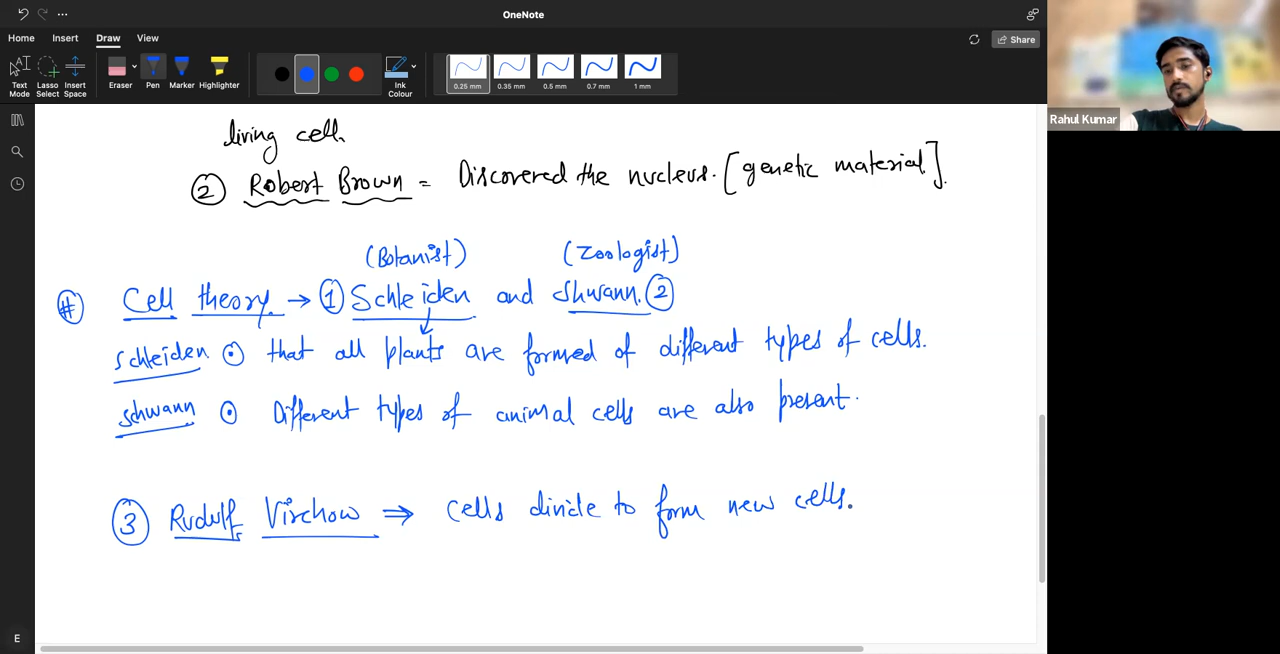 OneNote
Home Insert Draw View
Share
Text Mode Lasso Select Insert Space Eraser Pen Marker Highlighter Ink Colour 0.25 mm 0.35 mm 0.5 mm 0.7 mm 1 mm
Rahul Kumar
living cell.
② Robert Brown = Discovered the nucleus. [genetic material].
(Botanist) (Zoologist)
# Cell theory → ① Schleiden and Shwann. ②
Schleiden ⊙ that all plants are formed of different types of cells.
Schwann ⊙ Different types of animal cells are also present.
③ Rudulf Virchow ⇒ Cells divide to form new cells.
E